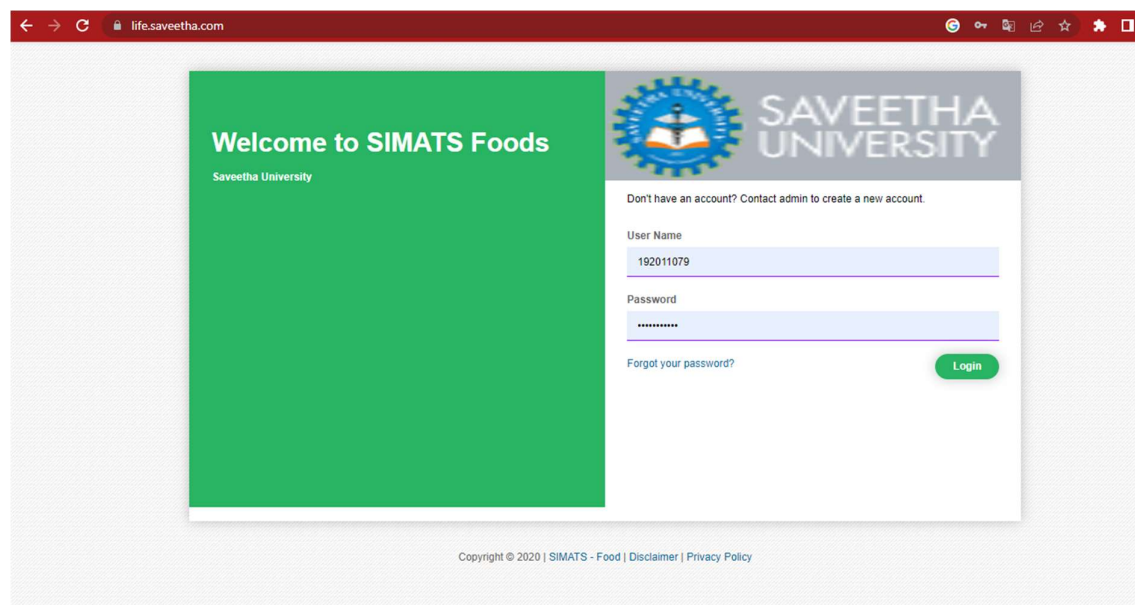 life.saveetha.com
Welcome to SIMATS Foods
Saveetha University
SAVEETHA
UNIVERSITY
Don't have an account? Contact admin to create a new account.
User Name
192011079
Password
•••••••••••
Forgot your password?
Login
Copyright © 2020 | SIMATS - Food | Disclaimer | Privacy Policy